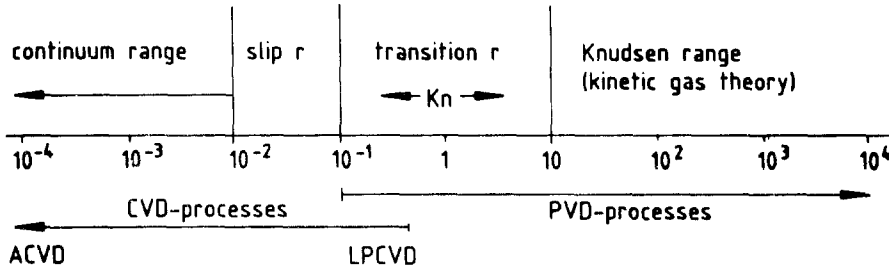 continuum range slip r transition r Knudsen range
(kinetic gas theory)
Kn
10⁻⁴ 10⁻³ 10⁻² 10⁻¹ 1 10 10² 10³ 10⁴
CVD-processes PVD-processes
ACVD LPCVD